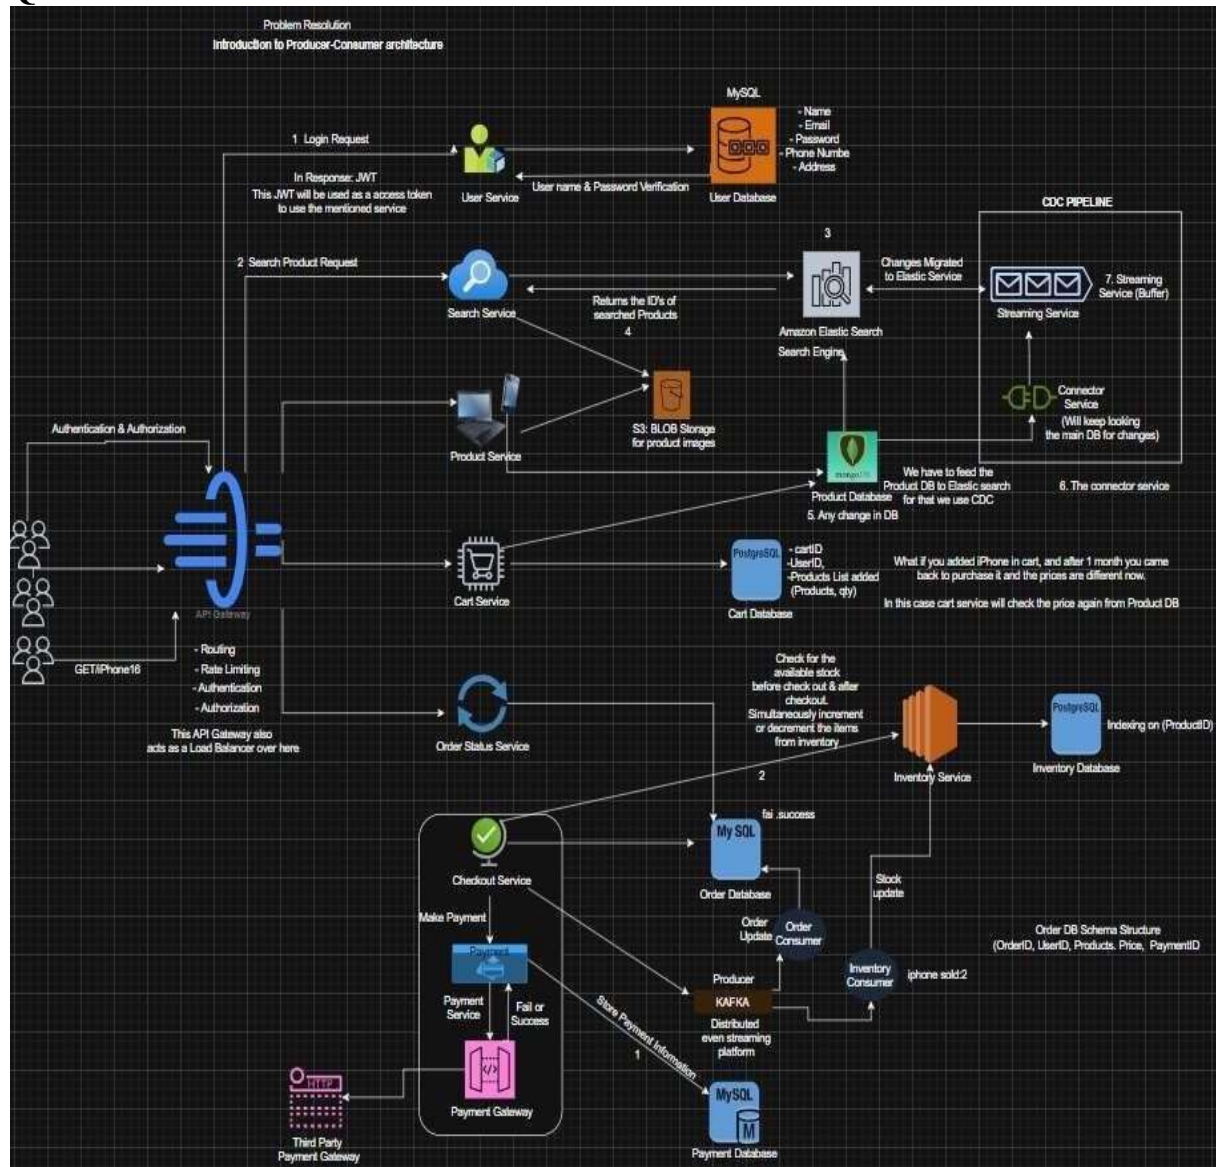 Problem Resolution
Introduction to Producer-Consumer architecture
MySQL
- Name
- Email
- Password
- Phone Numbe
- Address
1 Login Request
In Response: JWT
This JWT will be used as a access token
to use the mentioned service
User Service
User name & Password Verification
User Database
CDC PIPELINE
2 Search Product Request
Search Service
Returns the ID's of
searched Products
4
3
Amazon Elastic Search
Search Engine
Changes Migrated
to Elastic Service
7. Streaming
Service (Buffer)
Streaming Service
Connector
Service
(Will keep looking
the main DB for changes)
6. The connector service
Authentication & Authorization
Product Service
S3: BLOB Storage
for product images
Product Database
5. Any change in DB
We have to feed the
Product DB to Elastic search
for that we use CDC
API Gateway
GET/iPhone16
- Routing
- Rate Limiting
- Authentication
- Authorization
This API Gateway also
acts as a Load Balancer over here
Cart Service
PostgreSQL
- cartID
-UserID,
-Products List added
(Products, qty)
Cart Database
What if you added iPhone in cart, and after 1 month you came
back to purchase it and the prices are different now.
In this case cart service will check the price again from Product DB
Order Status Service
Check for the
available stock
before check out & after
checkout.
Simultaneously increment
or decrement the items
from inventory
2
Inventory Service
PostgreSQL
Indexing on (ProductID)
Inventory Database
Checkout Service
fai .success
My SQL
Order Database
Stock
update
Make Payment
Payment
Payment
Service
Fail or
Success
Payment Gateway
HTTP
Third Party
Payment Gateway
Order
Update
Order
Consumer
Inventory
Consumer
iphone sold:2
Order DB Schema Structure
(OrderID, UserID, Products. Price, PaymentID
Producer
KAFKA
Distributed
even streaming
platform
Store Payment Information
1
MySQL
M
Payment Database